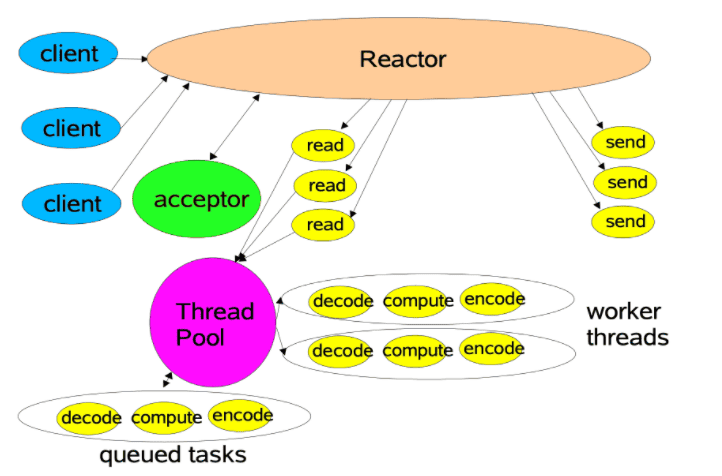 client
Reactor
client
client
acceptor
read
read
read
send
send
send
Thread
Pool
decode compute encode
decode compute encode
worker
threads
decode compute encode
queued tasks